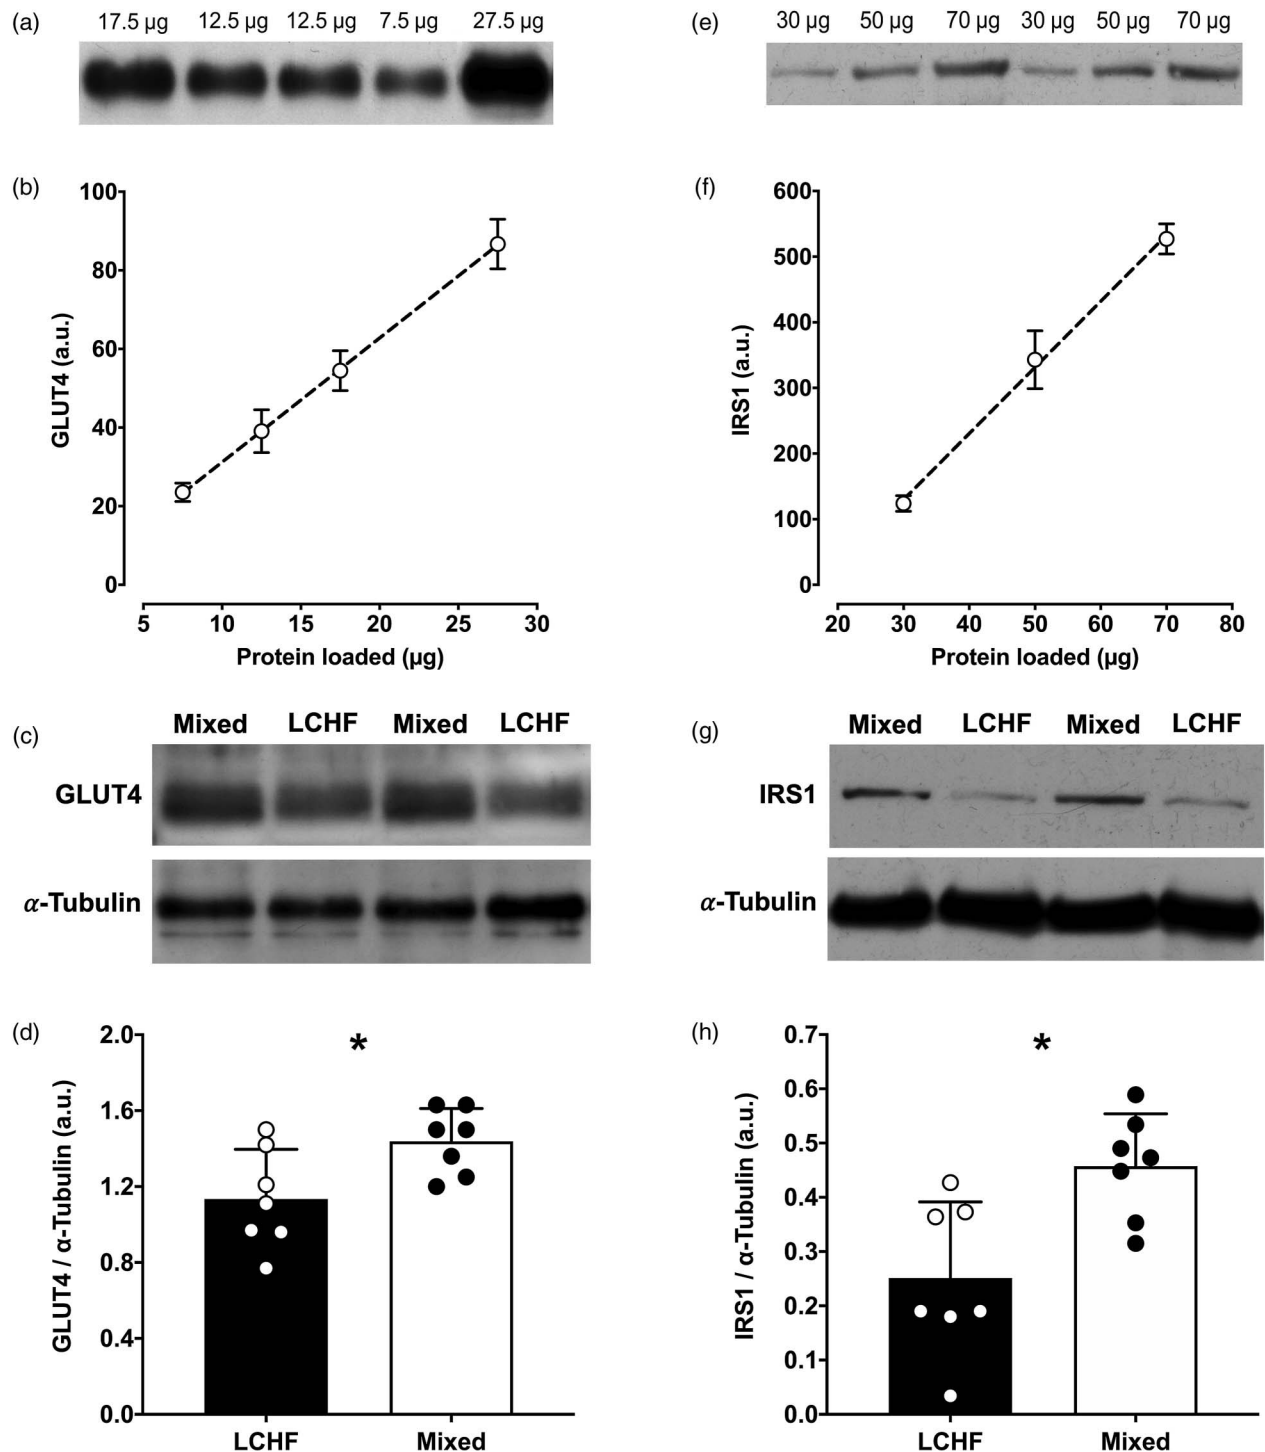 (a)
17.5 µg 12.5 µg 12.5 µg 7.5 µg 27.5 µg
(b)
100
80
60
40
20
0
GLUT4 (a.u.)
5 10 15 20 25 30
Protein loaded (µg)
(c)
Mixed LCHF Mixed LCHF
GLUT4
α-Tubulin
(d)
2.0
1.6
1.2
0.8
0.4
0.0
GLUT4 / α-Tubulin (a.u.)
*
LCHF Mixed
(e)
30 µg 50 µg 70 µg 30 µg 50 µg 70 µg
(f)
600
500
400
300
200
100
0
IRS1 (a.u.)
20 30 40 50 60 70 80
Protein loaded (µg)
(g)
Mixed LCHF Mixed LCHF
IRS1
α-Tubulin
(h)
0.7
0.6
0.5
0.4
0.3
0.2
0.1
0.0
IRS1 / α-Tubulin (a.u.)
*
LCHF Mixed